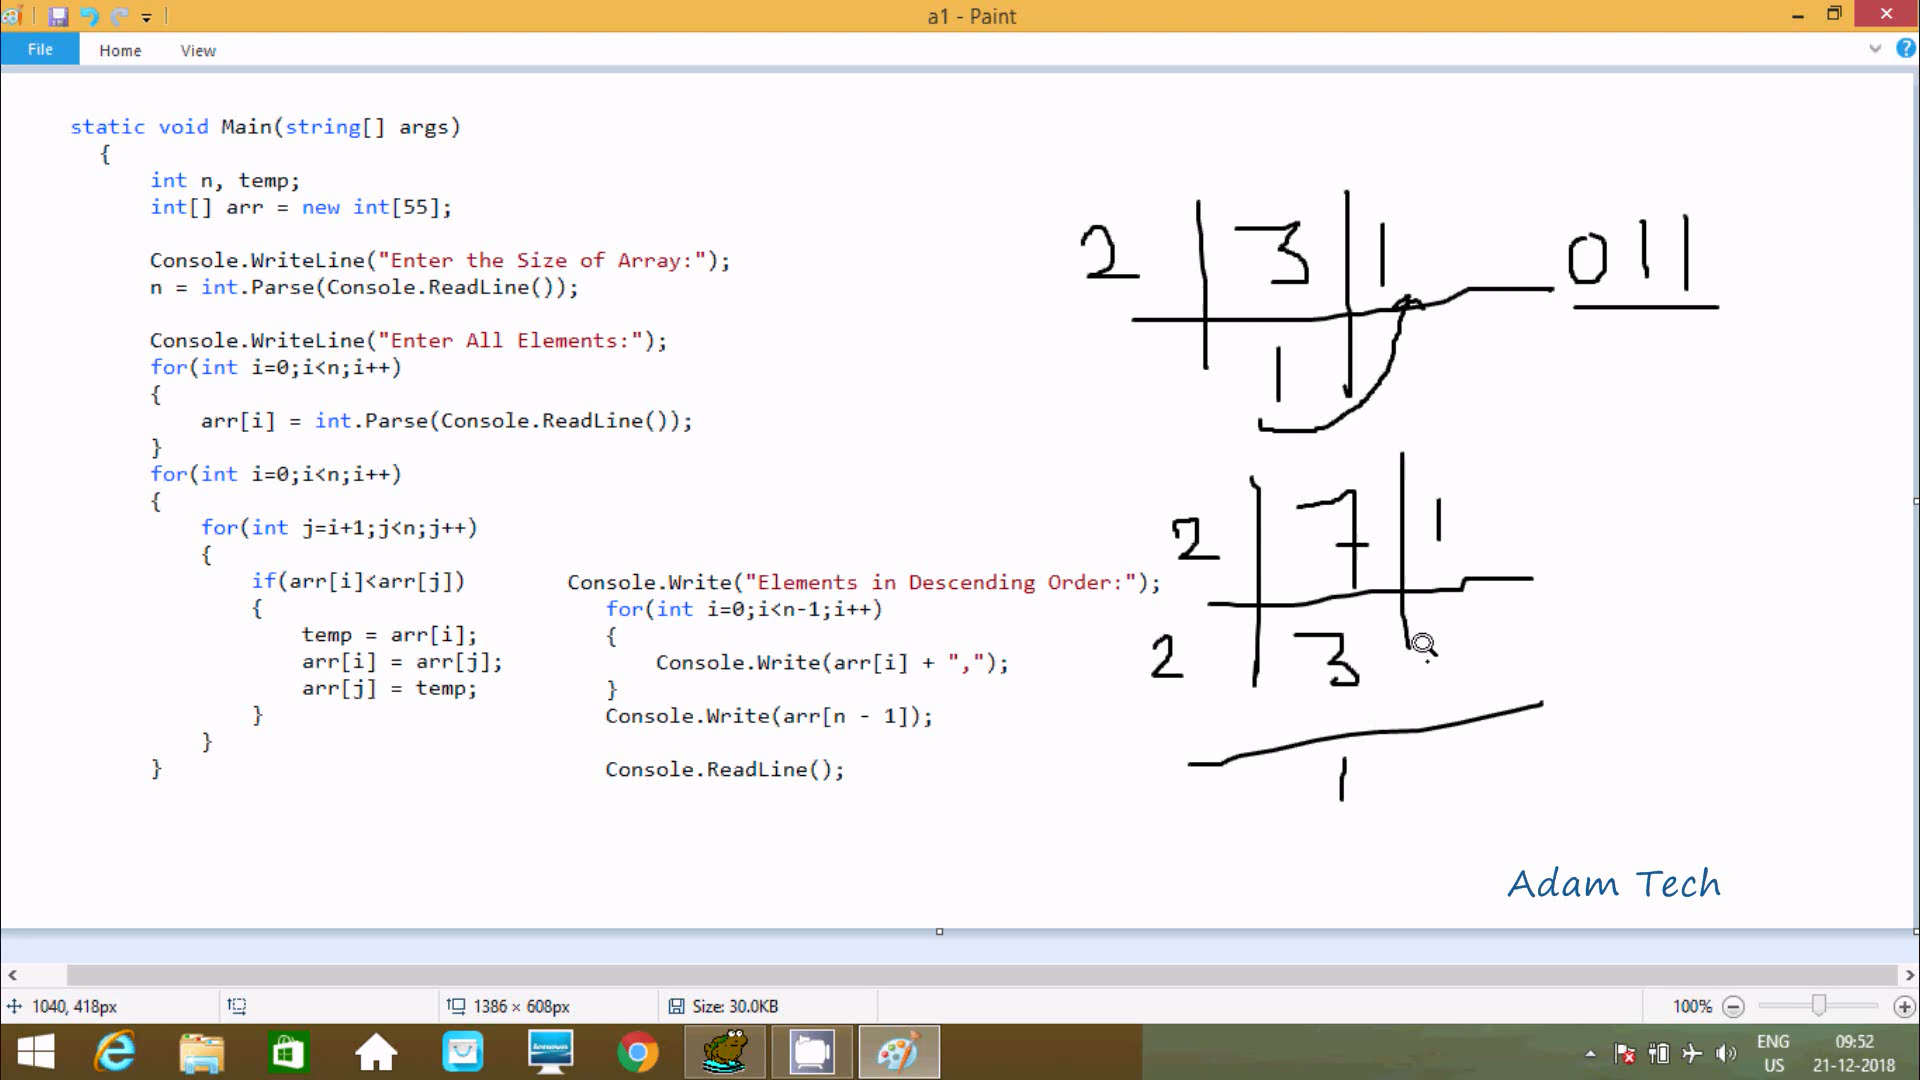 a1 - Paint
File Home View
static void Main(string[] args)
{
int n, temp;
int[] arr = new int[55];
Console.WriteLine("Enter the Size of Array:");
n = int.Parse(Console.ReadLine());
Console.WriteLine("Enter All Elements:");
for(int i=0;i<n;i++)
{
arr[i] = int.Parse(Console.ReadLine());
}
for(int i=0;i<n;i++)
{
for(int j=i+1;j<n;j++)
{
if(arr[i]<arr[j])
{
temp = arr[i];
arr[i] = arr[j];
arr[j] = temp;
}
}
}
Console.Write("Elements in Descending Order:");
for(int i=0;i<n-1;i++)
{
Console.Write(arr[i] + ",");
}
Console.Write(arr[n - 1]);
Console.ReadLine();
2 3 1 011
1
2 7 1
2 3
1
Adam Tech
1040, 418px 1386 × 608px Size: 30.0KB 100%
ENG 09:52
US 21-12-2018